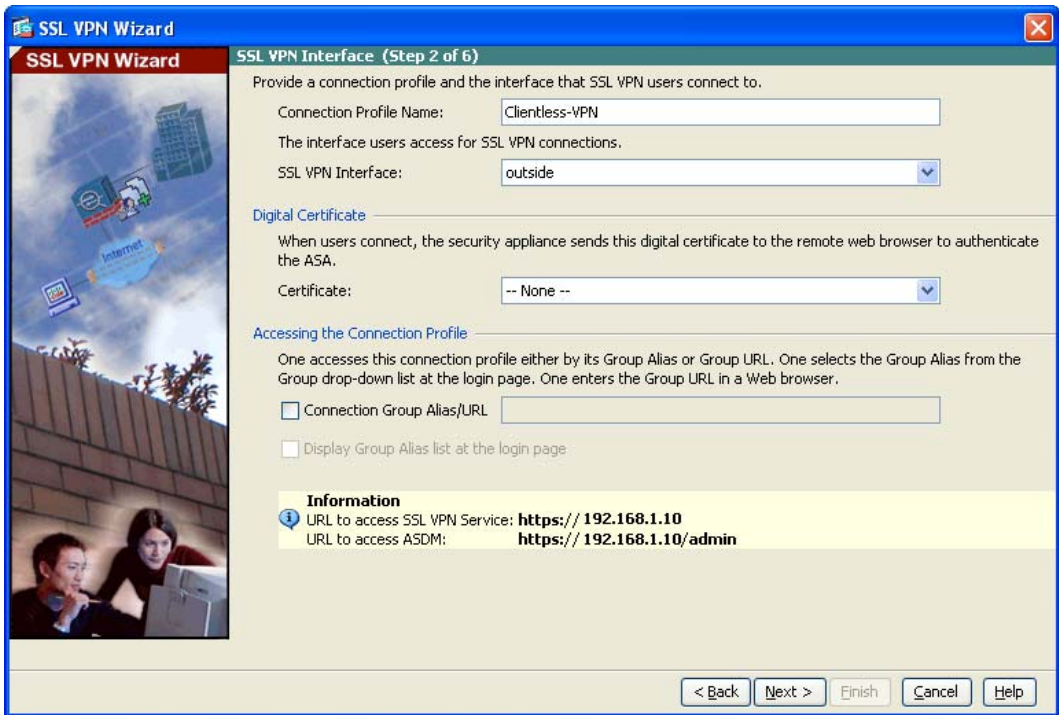 SSL VPN Wizard
SSL VPN Wizard
Internet
SSL VPN Interface (Step 2 of 6)
Provide a connection profile and the interface that SSL VPN users connect to.
Connection Profile Name: Clientless-VPN
The interface users access for SSL VPN connections.
SSL VPN Interface: outside
Digital Certificate
When users connect, the security appliance sends this digital certificate to the remote web browser to authenticate
the ASA.
Certificate: -- None --
Accessing the Connection Profile
One accesses this connection profile either by its Group Alias or Group URL. One selects the Group Alias from the
Group drop-down list at the login page. One enters the Group URL in a Web browser.
Connection Group Alias/URL
Display Group Alias list at the login page
Information
URL to access SSL VPN Service: https:// 192.168.1.10
URL to access ASDM: https:// 192.168.1.10/admin
< Back Next > Finish Cancel Help